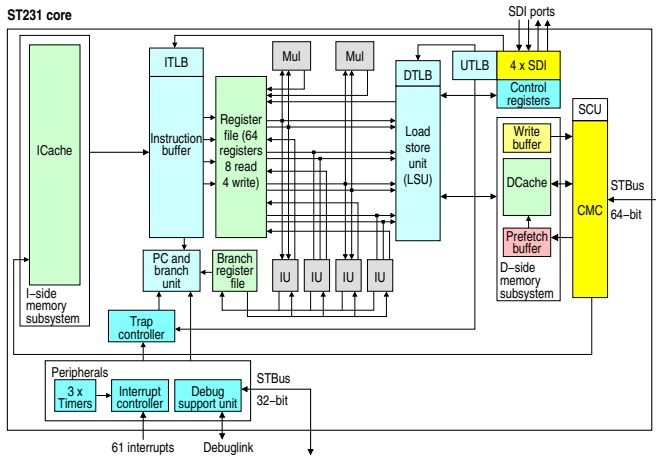 ST231 core
SDI ports
ITLB
Mul
Mul
DTLB
UTLB
4 x SDI
Control
registers
SCU
ICache
Instruction
buffer
Register
file (64
registers
8 read
4 write)
Load
store
unit
(LSU)
Write
buffer
DCache
Prefetch
buffer
CMC
STBus
64−bit
D−side
memory
subsystem
PC and
branch
unit
Branch
register
file
IU
IU
IU
IU
I−side
memory
subsystem
Trap
controller
Peripherals
3 x
Timers
Interrupt
controller
Debug
support unit
STBus
32−bit
61 interrupts
Debuglink